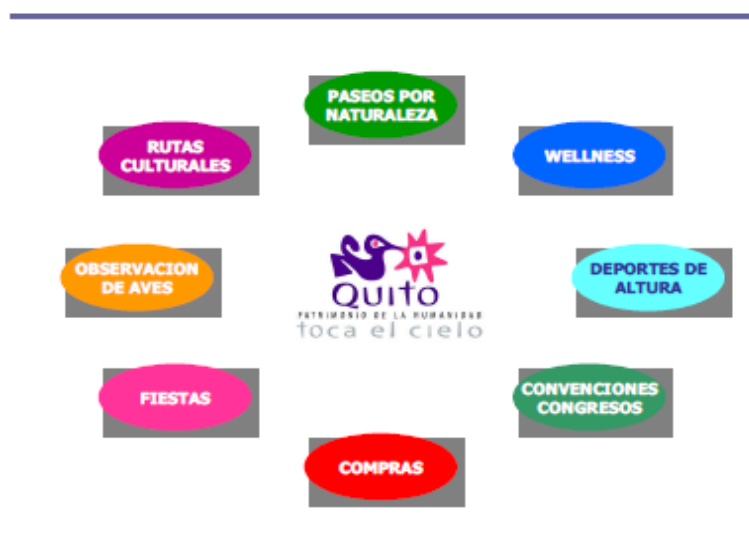 PASEOS POR
NATURALEZA
RUTAS
CULTURALES
WELLNESS
OBSERVACION
DE AVES
DEPORTES DE
ALTURA
Quito
PATRIMONIO DE LA HUMANIDAD
toca el cielo
FIESTAS
CONVENCIONES
CONGRESOS
COMPRAS